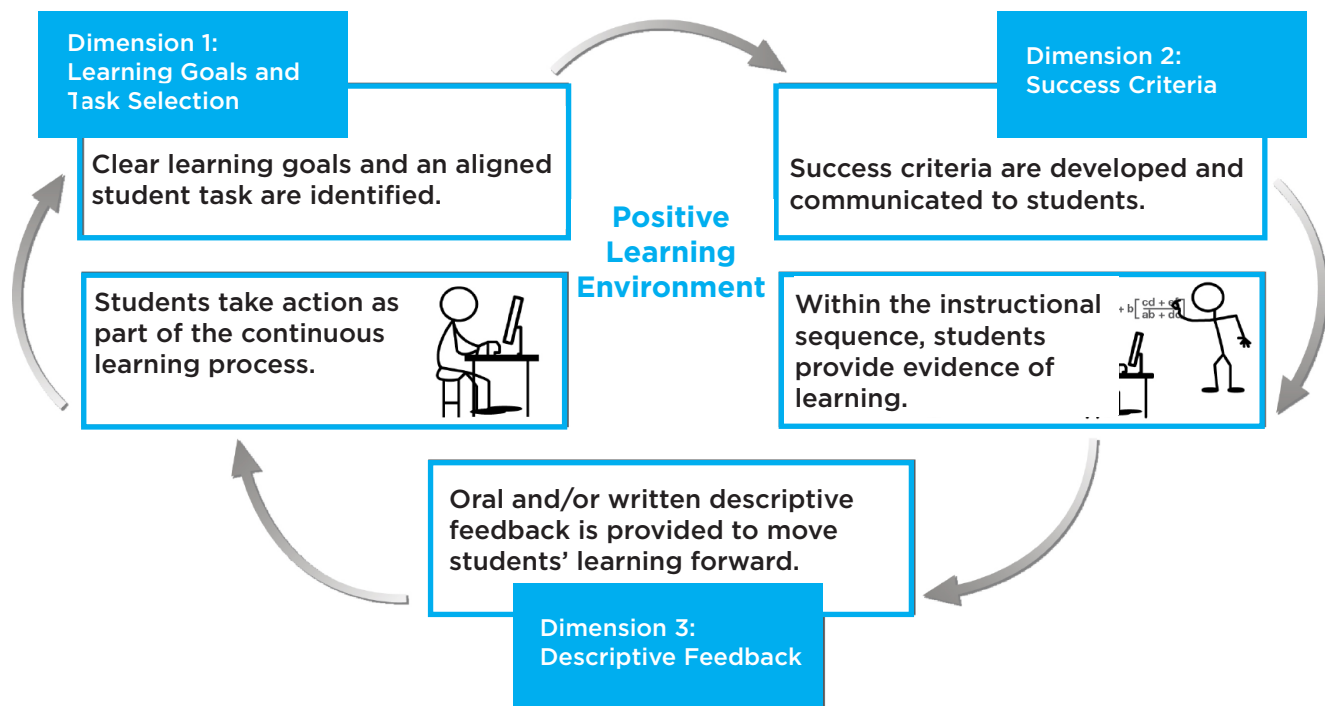 Dimension 1:
Learning Goals and
Task Selection
Clear learning goals and an aligned
student task are identified.
Dimension 2:
Success Criteria
Success criteria are developed and
communicated to students.
Positive
Learning
Environment
Within the instructional
sequence, students
provide evidence of
learning.
Oral and/or written descriptive
feedback is provided to move
students’ learning forward.
Dimension 3:
Descriptive Feedback
Students take action as
part of the continuous
learning process.